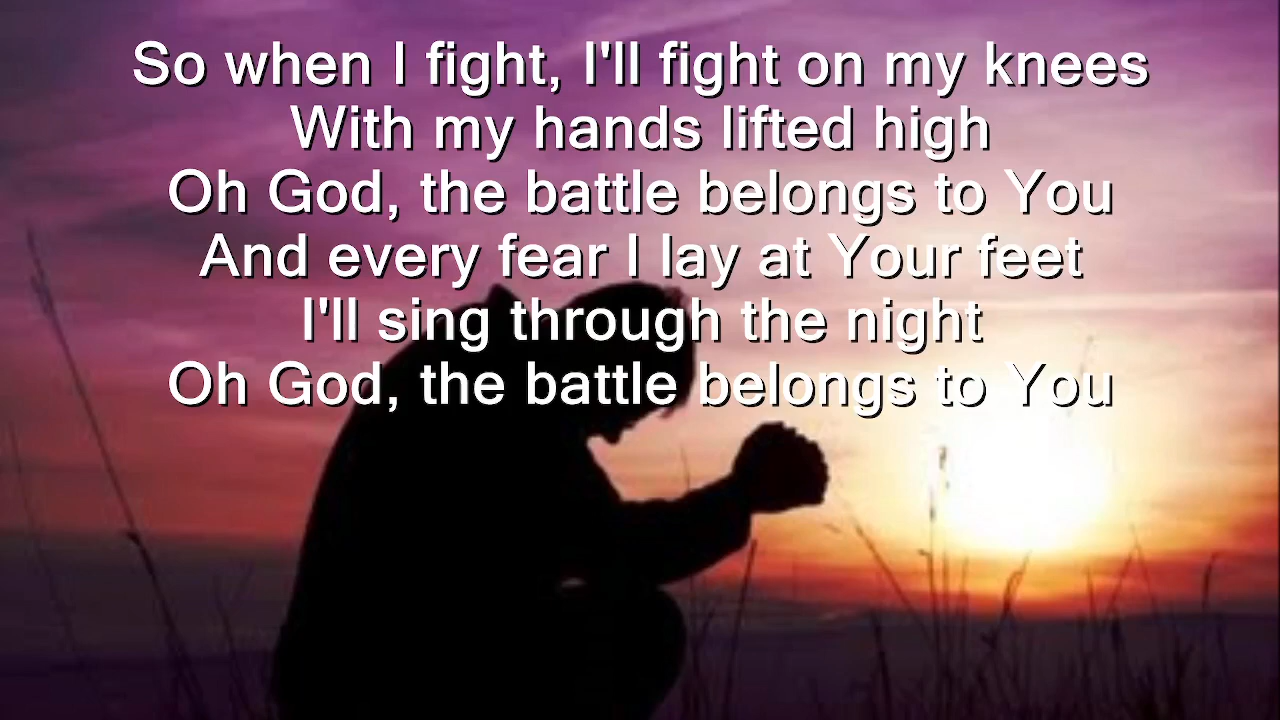 So when I fight, I'll fight on my knees
With my hands lifted high
Oh God, the battle belongs to You
And every fear I lay at Your feet
I'll sing through the night
Oh God, the battle belongs to You